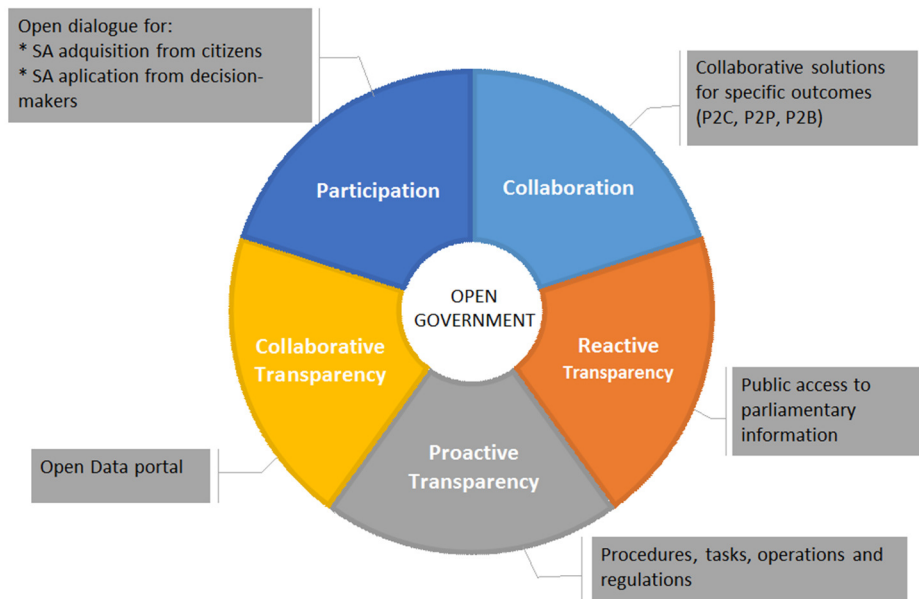 Open dialogue for:
* SA adquisition from citizens
* SA aplication from decision-
makers
Collaborative solutions
for specific outcomes
(P2C, P2P, P2B)
Participation
Collaboration
OPEN
GOVERNMENT
Collaborative
Transparency
Reactive
Transparency
Public access to
parliamentary
information
Open Data portal
Proactive
Transparency
Procedures, tasks, operations and
regulations